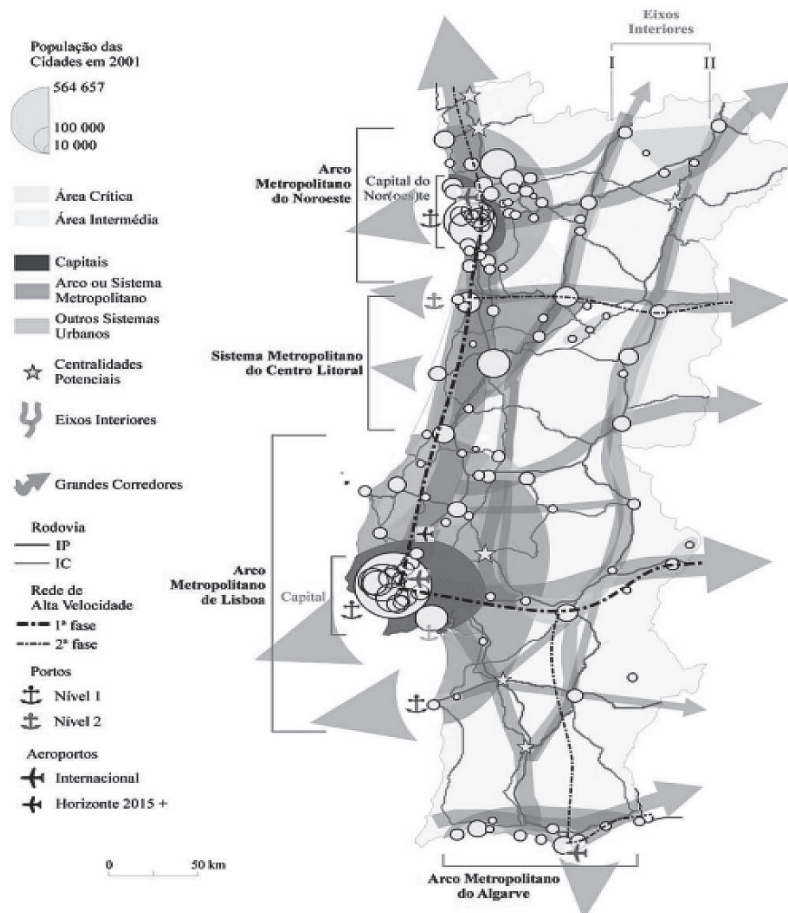 População das
Cidades em 2001
564 657
100 000
10 000
Área Crítica
Área Intermédia
Capitais
Arco ou Sistema
Metropolitano
Outros Sistemas
Urbanos
Centralidades
Potenciais
Eixos Interiores
Grandes Corredores
Rodovia
IP
IC
Rede de
Alta Velocidade
1ª fase
2ª fase
Portos
Nível 1
Nível 2
Aeroportos
Internacional
Horizonte 2015 +
0 50 km
Eixos
Interiores
I II
Arco
Metropolitano
do Noroeste
Capital do
Nor(oes)te
Sistema Metropolitano
do Centro Litoral
Arco
Metropolitano
de Lisboa
Capital
Arco Metropolitano
do Algarve